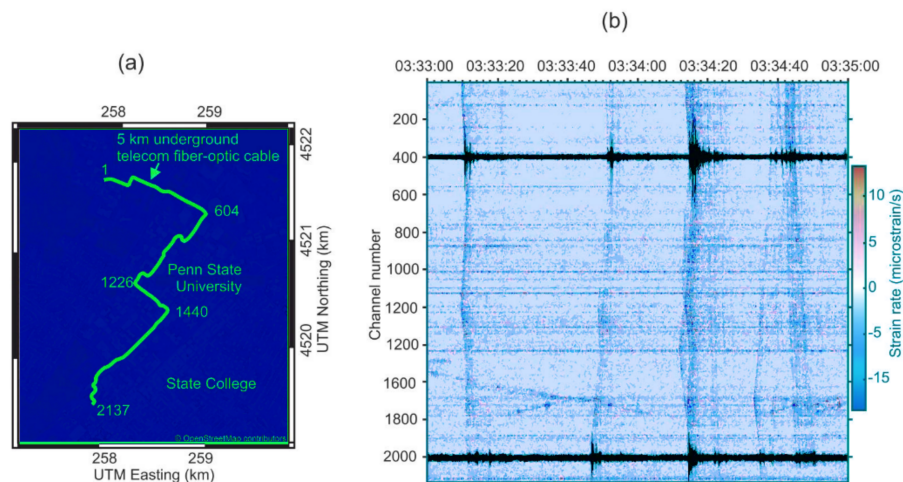 (a)
258
259
5 km underground
telecom fiber-optic cable
1
604
Penn State
University
1226
1440
State College
2137
© OpenStreetMap contributors
4522
4521
4520
UTM Northing (km)
258
259
UTM Easting (km)
(b)
03:33:00 03:33:20 03:33:40 03:34:00 03:34:20 03:34:40 03:35:00
200
400
600
800
1000
1200
1400
1600
1800
2000
Channel number
10
5
0
-5
-15
Strain rate (microstrain/s)